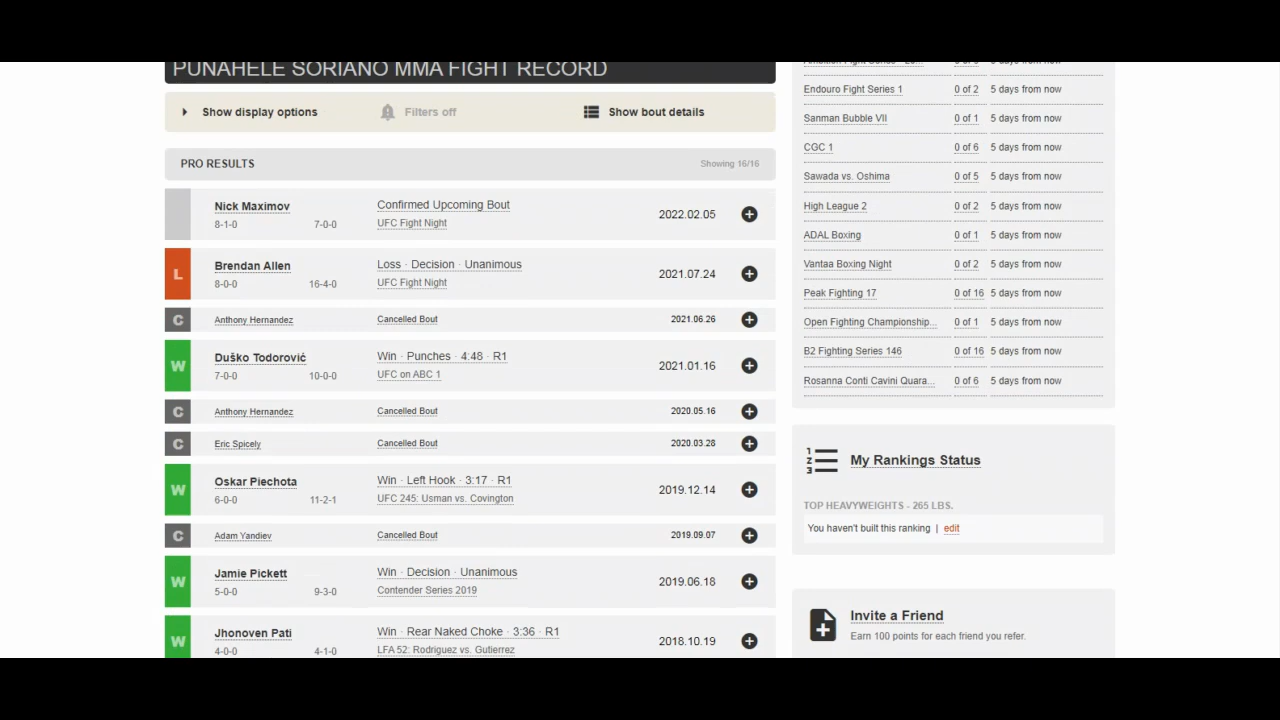 PUNAHELE SORIANO MMA FIGHT RECORD
Show display options
Filters off
Show bout details
PRO RESULTS
Showing 16/16
Nick Maximov
8-1-0 7-0-0
Confirmed Upcoming Bout
UFC Fight Night
2022.02.05
L
Brendan Allen
8-0-0 16-4-0
Loss · Decision · Unanimous
UFC Fight Night
2021.07.24
C
Anthony Hernandez
Cancelled Bout
2021.06.26
W
Duško Todorović
7-0-0 10-0-0
Win · Punches · 4:48 · R1
UFC on ABC 1
2021.01.16
C
Anthony Hernandez
Cancelled Bout
2020.05.16
C
Eric Spicely
Cancelled Bout
2020.03.28
W
Oskar Piechota
6-0-0 11-2-1
Win · Left Hook · 3:17 · R1
UFC 245: Usman vs. Covington
2019.12.14
C
Adam Yandiev
Cancelled Bout
2019.09.07
W
Jamie Pickett
5-0-0 9-3-0
Win · Decision · Unanimous
Contender Series 2019
2019.06.18
W
Jhonoven Pati
4-0-0 4-1-0
Win · Rear Naked Choke · 3:36 · R1
LFA 52: Rodriguez vs. Gutierrez
2018.10.19
5 days from now
Enduro Fight Series 1 0 of 2 5 days from now
Sanman Bubble VII 0 of 1 5 days from now
CGC 1 0 of 6 5 days from now
Sawada vs. Oshima 0 of 5 5 days from now
High League 2 0 of 2 5 days from now
ADAL Boxing 0 of 1 5 days from now
Vantaa Boxing Night 0 of 2 5 days from now
Peak Fighting 17 0 of 16 5 days from now
Open Fighting Championship... 0 of 1 5 days from now
B2 Fighting Series 146 0 of 16 5 days from now
Rosanna Conti Cavini Quara... 0 of 6 5 days from now
1
2
3
My Rankings Status
TOP HEAVYWEIGHTS - 265 LBS.
You haven't built this ranking | edit
Invite a Friend
Earn 100 points for each friend you refer.